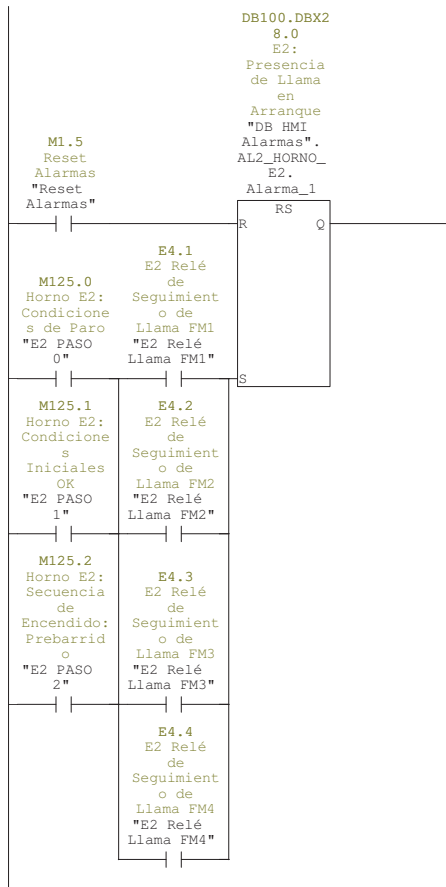 DB100.DBX2
8.0
E2:
Presencia
de Llama
en
Arranque
"DB HMI
Alarmas".
AL2_HORNO_
E2.
Alarma_1
M1.5
Reset
Alarmas
"Reset
Alarmas"
RS
R
Q
M125.0
Horno E2:
Condicione
s de Paro
"E2 PASO
0"
E4.1
E2 Relé
de
Seguimient
o de
Llama FM1
"E2 Relé
Llama FM1"
S
M125.1
Horno E2:
Condicione
s
Iniciales
OK
"E2 PASO
1"
E4.2
E2 Relé
de
Seguimient
o de
Llama FM2
"E2 Relé
Llama FM2"
M125.2
Horno E2:
Secuencia
de
Encendido:
Prebarrid
o
"E2 PASO
2"
E4.3
E2 Relé
de
Seguimient
o de
Llama FM3
"E2 Relé
Llama FM3"
E4.4
E2 Relé
de
Seguimient
o de
Llama FM4
"E2 Relé
Llama FM4"